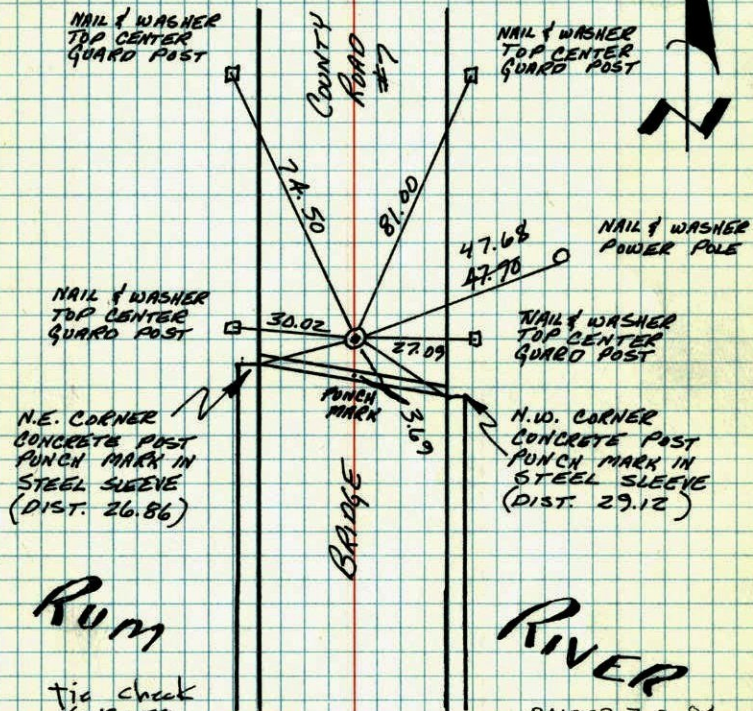 NAIL & WASHER
TOP CENTER
GUARD POST
COUNTY
ROAD
#7
NAIL & WASHER
TOP CENTER
GUARD POST
N
74.50
81.00
47.68
47.90
NAIL & WASHER
POWER POLE
NAIL & WASHER
TOP CENTER
GUARD POST
30.02
27.09
NAIL & WASHER
TOP CENTER
GUARD POST
PUNCH
MARK
3.69
N.E. CORNER
CONCRETE POST
PUNCH MARK IN
STEEL SLEEVE
(DIST. 26.86)
N.W. CORNER
CONCRETE POST
PUNCH MARK IN
STEEL SLEEVE
(DIST. 29.12)
BRIDGE
RUM
RIVER
tie check